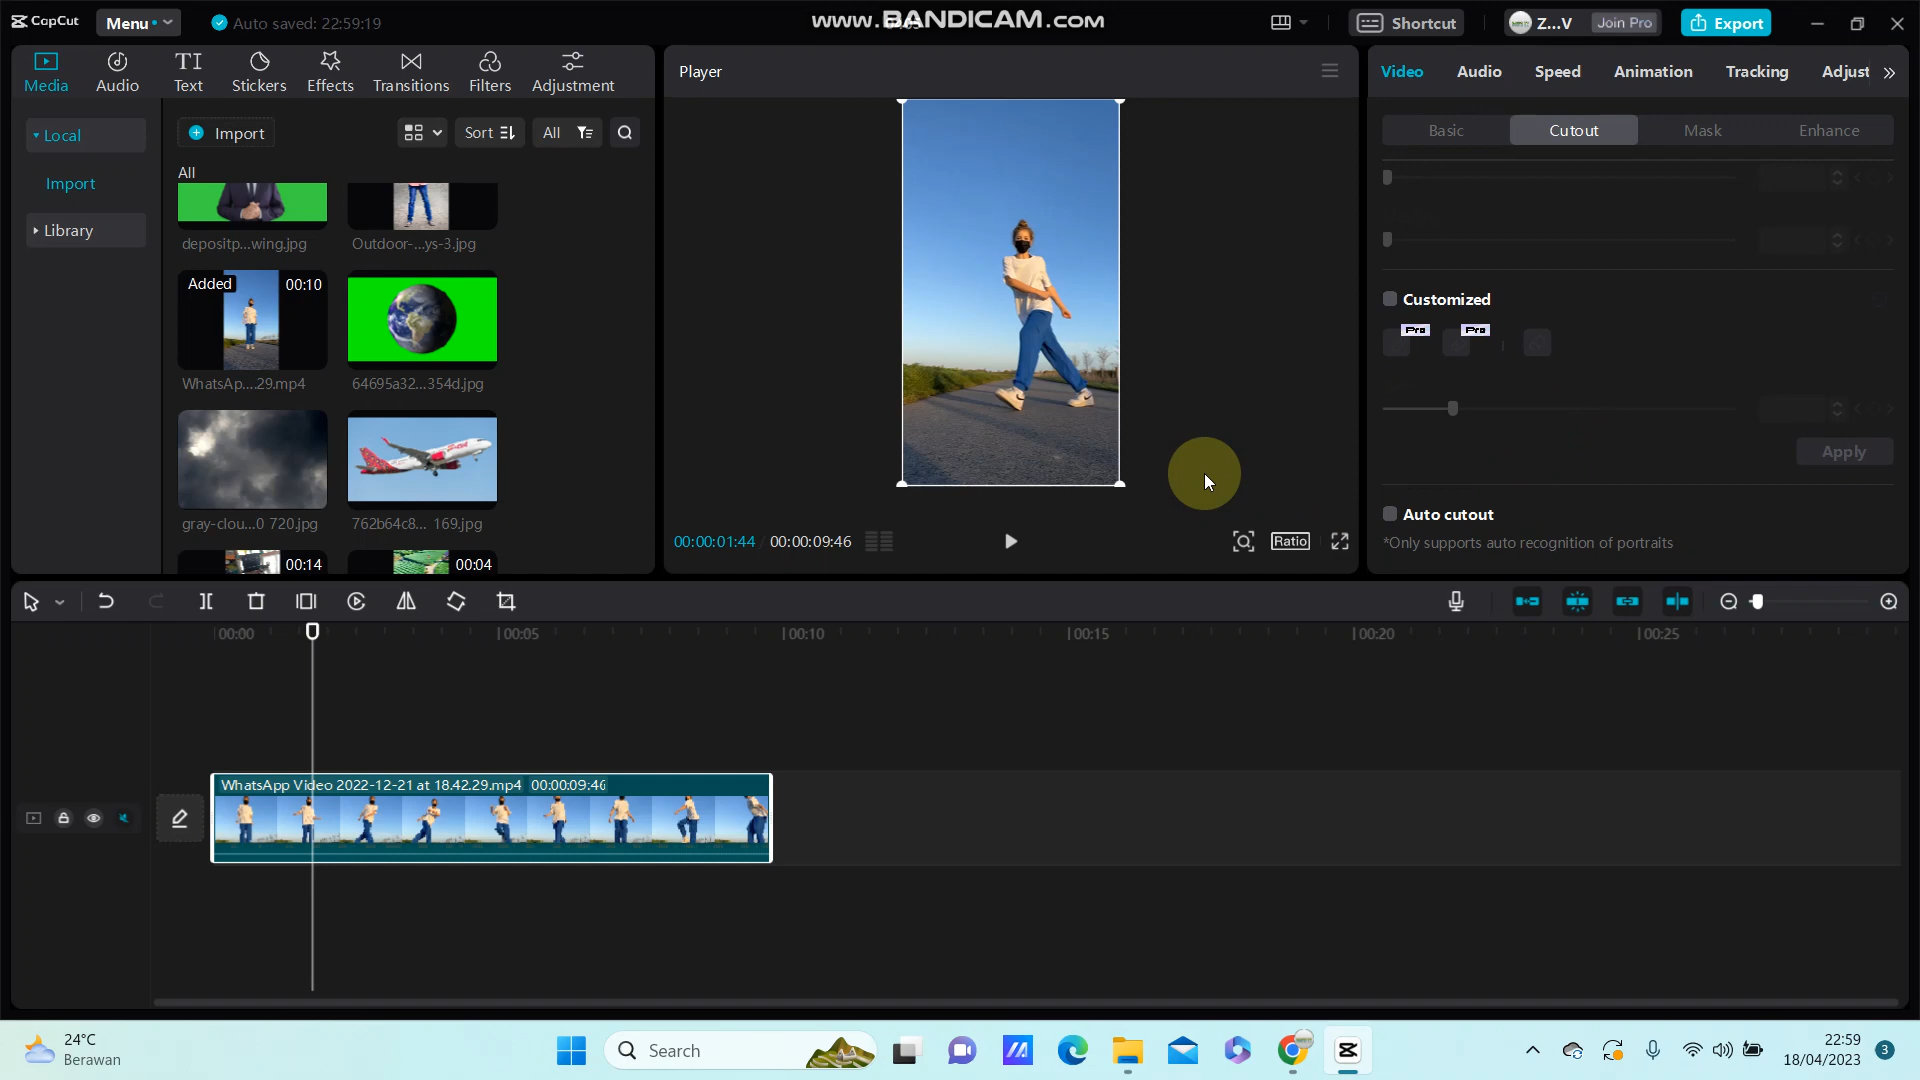 CapCut
Menu
Auto saved: 22:59:19
www.BANDICAM.com
Shortcut
Z...V
Join Pro
Export
Media
Audio
Text
Stickers
Effects
Transitions
Filters
Adjustment
Player
Video
Audio
Speed
Animation
Tracking
Adjust
Local
Import
Library
Import
Sort
All
All
depositp...wing.jpg
Outdoor-...ys-3.jpg
Added
00:10
WhatsAp....29.mp4
64695a32...354d.jpg
gray-clou...0 720.jpg
762b64c8... 169.jpg
00:14
00:04
00:00:01:44
00:00:09:46
Ratio
Basic
Cutout
Mask
Enhance
Customized
Pro
Pro
Apply
Auto cutout
*Only supports auto recognition of portraits
00:00
00:05
00:10
00:15
00:20
00:25
WhatsApp Video 2022-12-21 at 18.42.29.mp4 00:00:09:46
24°C
Berawan
Search
22:59
18/04/2023
3